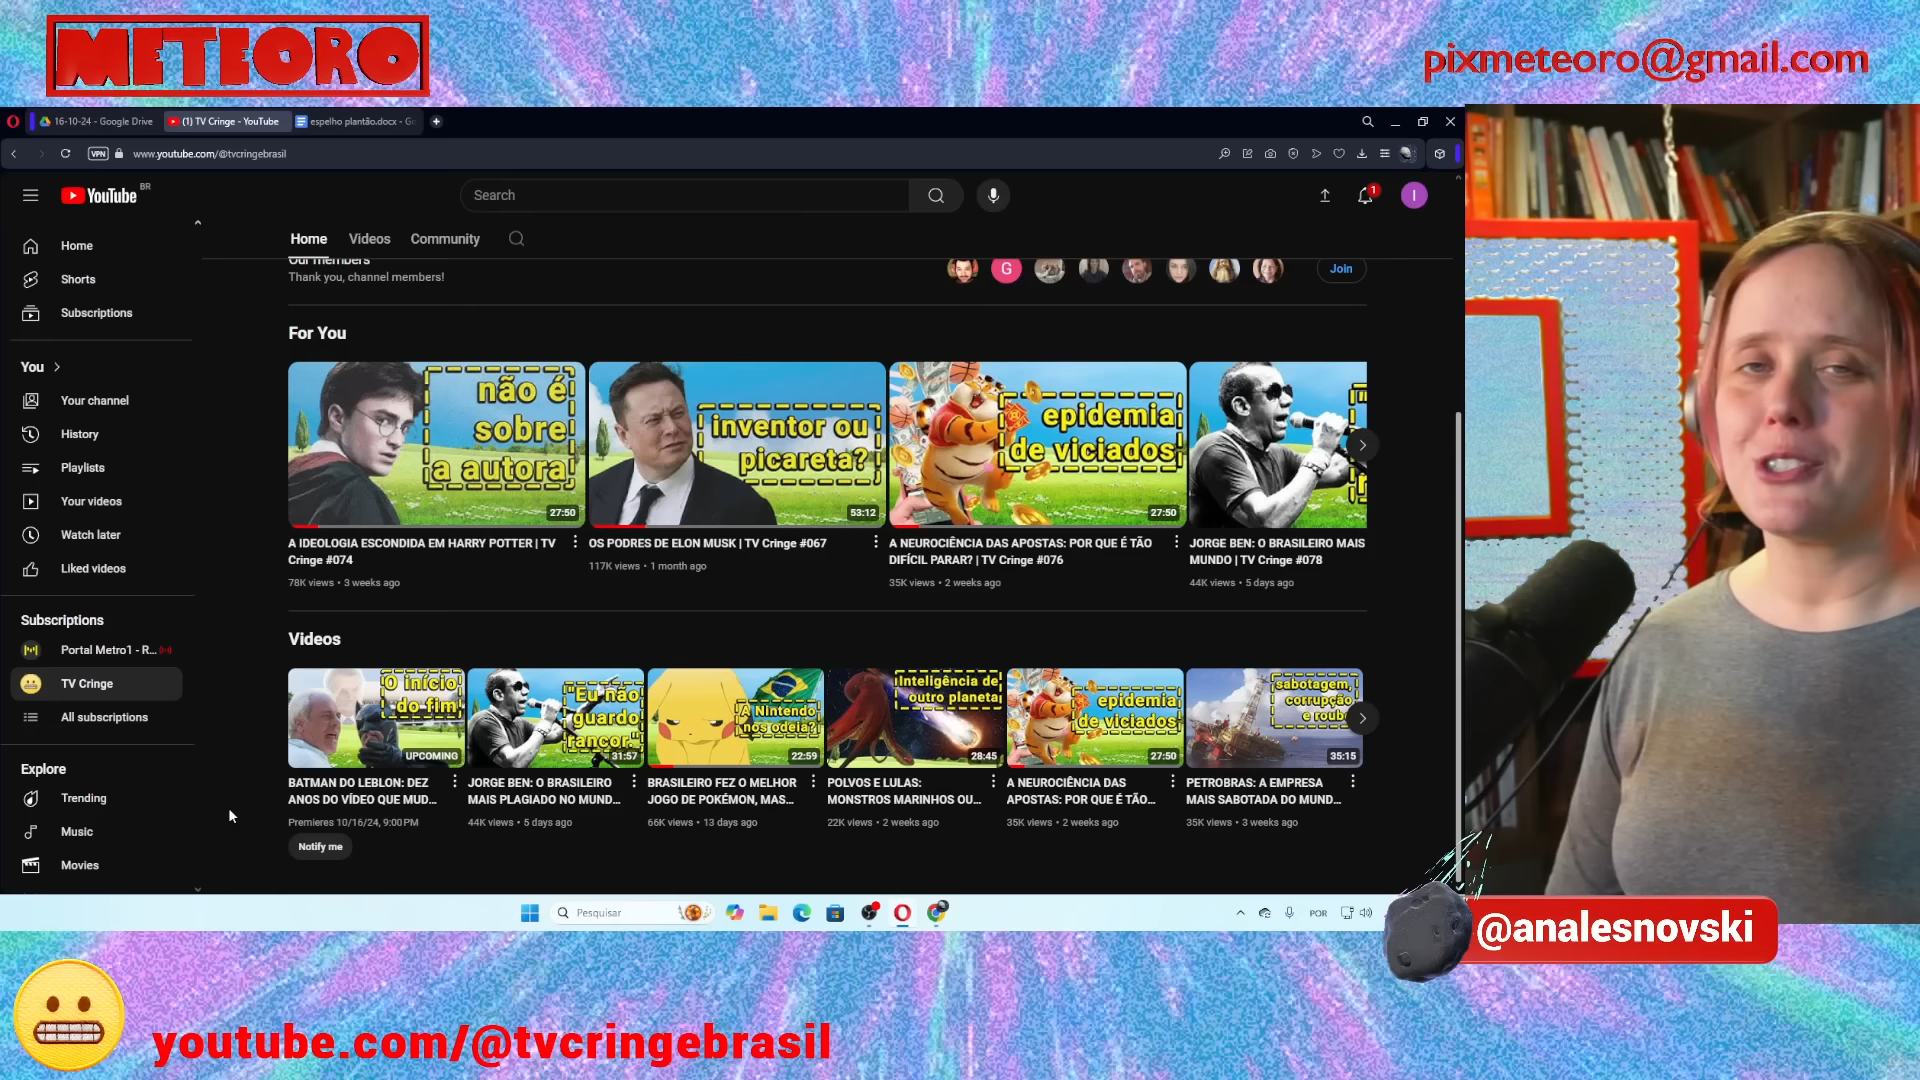 METEORO
pixmeteoro@gmail.com
16-10-24 - Google Drive
(1) TV Cringe - YouTube
espelho plantão.docx - Go
VPN
www.youtube.com/@tvcringebrasil
YouTube
BR
Search
1
I
Home
Shorts
Subscriptions
You
Your channel
History
Playlists
Your videos
Watch later
Liked videos
Subscriptions
Portal Metro1 - R...
TV Cringe
All subscriptions
Explore
Trending
Music
Movies
Home
Videos
Community
Our members
Thank you, channel members!
G
Join
For You
não é
sobre
a autora
27:50
A IDEOLOGIA ESCONDIDA EM HARRY POTTER | TV
Cringe #074
78K views • 3 weeks ago
inventor ou
picareta?
53:12
OS PODRES DE ELON MUSK | TV Cringe #067
117K views • 1 month ago
epidemia
de viciados
27:50
A NEUROCIÊNCIA DAS APOSTAS: POR QUE É TÃO
DIFÍCIL PARAR? | TV Cringe #076
35K views • 2 weeks ago
JORGE BEN: O BRASILEIRO MAIS
MUNDO | TV Cringe #078
44K views • 5 days ago
Videos
O início
do fim
UPCOMING
BATMAN DO LEBLON: DEZ
ANOS DO VÍDEO QUE MUD...
Premieres 10/16/24, 9:00 PM
Notify me
"Eu não
guardo
rancor."
31:57
JORGE BEN: O BRASILEIRO
MAIS PLAGIADO NO MUND...
44K views • 5 days ago
A Nintendo
nos odeia?
22:59
BRASILEIRO FEZ O MELHOR
JOGO DE POKÉMON, MAS...
66K views • 13 days ago
Inteligência de
outro planeta
28:45
POLVOS E LULAS:
MONSTROS MARINHOS OU...
22K views • 2 weeks ago
epidemia
de viciados
27:50
A NEUROCIÊNCIA DAS
APOSTAS: POR QUE É TÃO...
35K views • 2 weeks ago
sabotagem,
corrupção
e roubo
35:15
PETROBRAS: A EMPRESA
MAIS SABOTADA DO MUND...
35K views • 3 weeks ago
Pesquisar
POR
@analesnovski
youtube.com/@tvcringebrasil